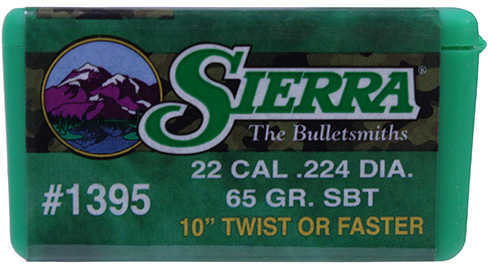 SIERRA®
The Bulletsmiths
22 CAL .224 DIA.
#1395 65 GR. SBT
10” TWIST OR FASTER